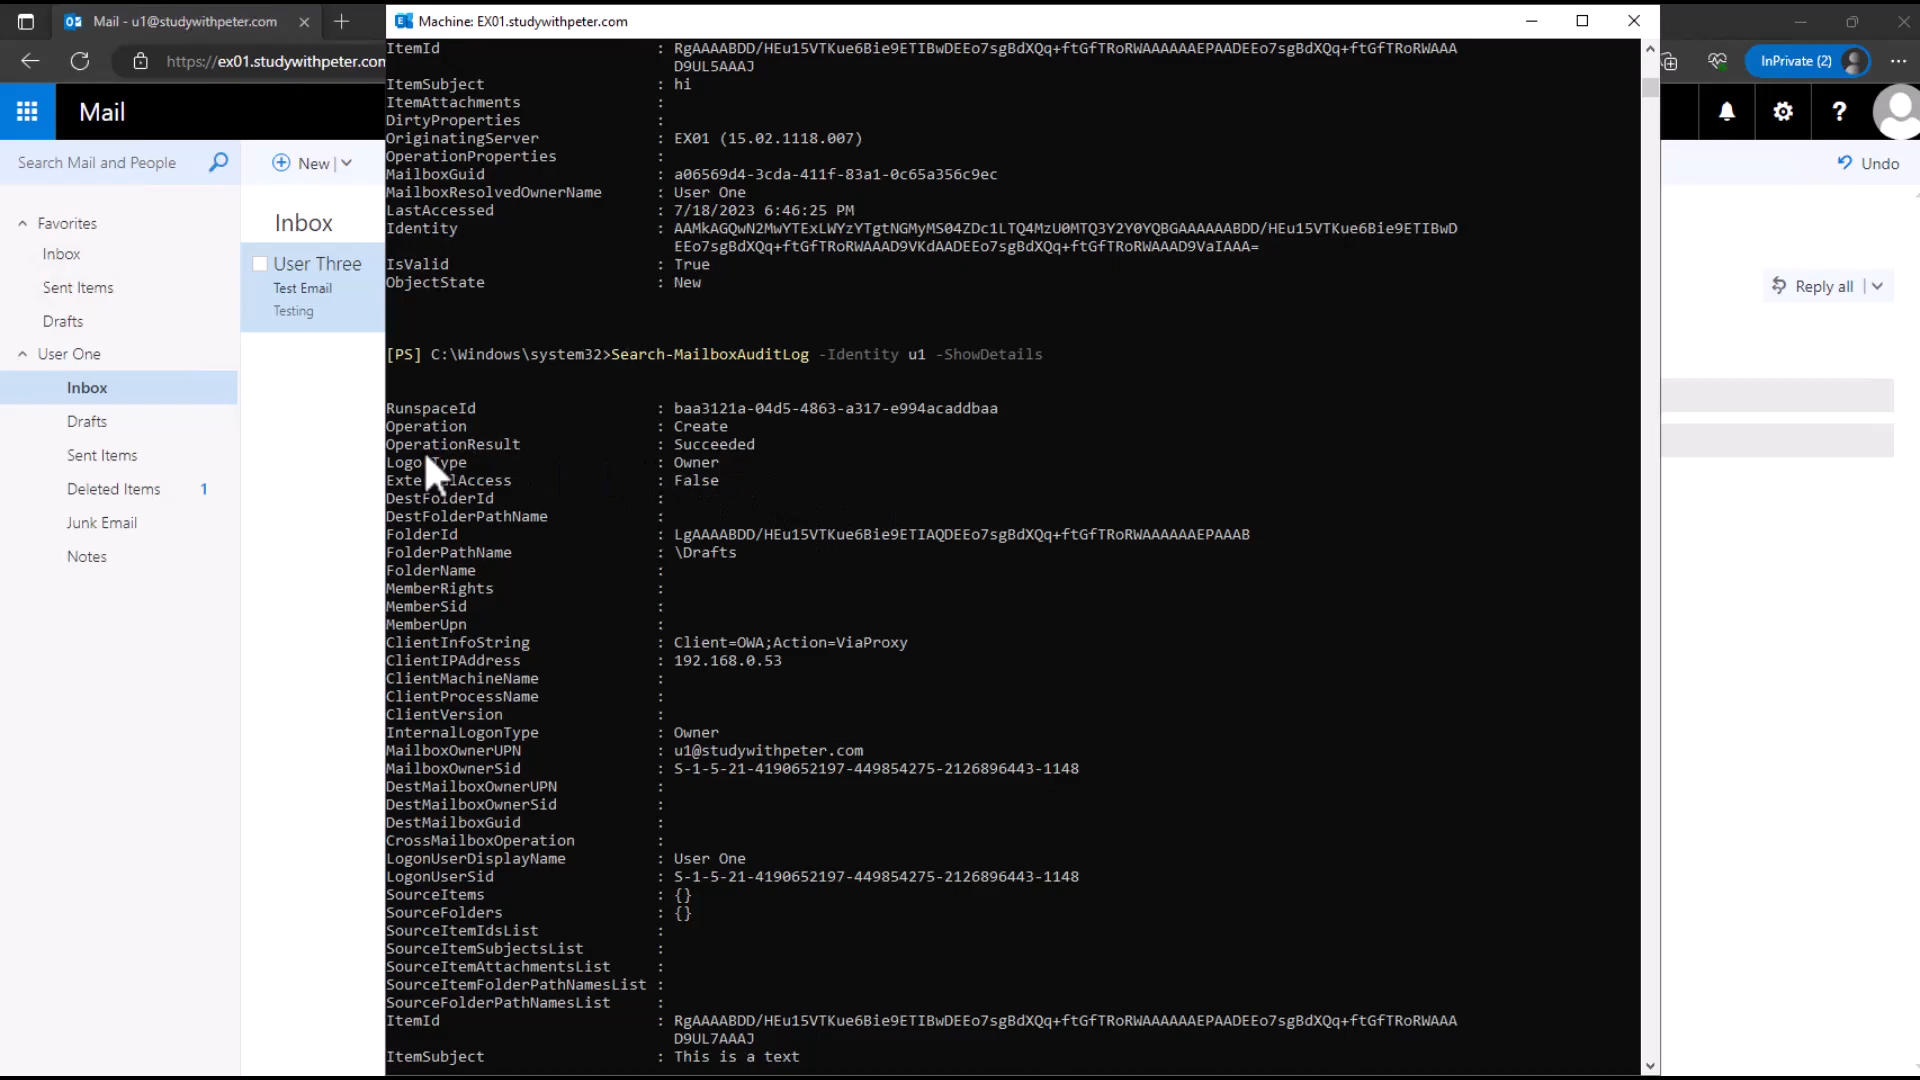 Mail - u1@studywithpeter.com
Machine: EX01.studywithpeter.com
https://ex01.studywithpeter.con
InPrivate (2)
Mail
Search Mail and People
New
Undo
Favorites
Inbox
Sent Items
Drafts
User One
Inbox
Drafts
Sent Items
Deleted Items 1
Junk Email
Notes
Inbox
User Three
Test Email
Testing
Reply all
ItemId : RgAAAABDD/HEu15VTKue6Bie9ETIBwDEEo7sgBdXQq+ftGfTRoRWAAAAAAEPAADEEo7sgBdXQq+ftGfTRoRWAAA
D9UL5AAAJ
ItemSubject : hi
ItemAttachments :
DirtyProperties :
OriginatingServer : EX01 (15.02.1118.007)
OperationProperties :
MailboxGuid : a06569d4-3cda-411f-83a1-0c65a356c9ec
MailboxResolvedOwnerName : User One
LastAccessed : 7/18/2023 6:46:25 PM
Identity : AAMkAGQwN2MwYTExLWYzYTgtNGMyMS04ZDc1LTQ4MzU0MTQ3Y2Y0YQBGAAAAAABDD/HEu15VTKue6Bie9ETIBwD
EEo7sgBdXQq+ftGfTRoRWAAAD9VKdAADEEo7sgBdXQq+ftGfTRoRWAAAD9VaIAAA=
IsValid : True
ObjectState : New
[PS] C:\Windows\system32>Search-MailboxAuditLog -Identity u1 -ShowDetails
RunspaceId : baa3121a-04d5-4863-a317-e994acaddbaa
Operation : Create
OperationResult : Succeeded
LogonType : Owner
ExternalAccess : False
DestFolderId :
DestFolderPathName :
FolderId : LgAAAABDD/HEu15VTKue6Bie9ETIAQDEEo7sgBdXQq+ftGfTRoRWAAAAAAEPAAAB
FolderPathName : \Drafts
FolderName :
MemberRights :
MemberSid :
MemberUpn :
ClientInfoString : Client=OWA;Action=ViaProxy
ClientIPAddress : 192.168.0.53
ClientMachineName :
ClientProcessName :
ClientVersion :
InternalLogonType : Owner
MailboxOwnerUPN : u1@studywithpeter.com
MailboxOwnerSid : S-1-5-21-4190652197-449854275-2126896443-1148
DestMailboxOwnerUPN :
DestMailboxOwnerSid :
DestMailboxGuid :
CrossMailboxOperation :
LogonUserDisplayName : User One
LogonUserSid : S-1-5-21-4190652197-449854275-2126896443-1148
SourceItems : {}
SourceFolders : {}
SourceItemIdsList :
SourceItemSubjectsList :
SourceItemAttachmentsList :
SourceItemFolderPathNamesList :
SourceFolderPathNamesList :
ItemId : RgAAAABDD/HEu15VTKue6Bie9ETIBwDEEo7sgBdXQq+ftGfTRoRWAAAAAAEPAADEEo7sgBdXQq+ftGfTRoRWAAA
D9UL7AAAJ
ItemSubject : This is a text